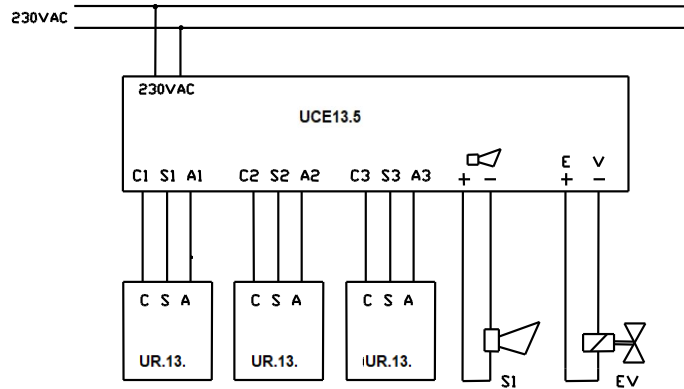 230VAC
230VAC
UCE13.5
E V
C1 S1 A1 C2 S2 A2 C3 S3 A3 + - + -
C S A C S A C S A
UR.13. UR.13. UR.13.
S1 EV